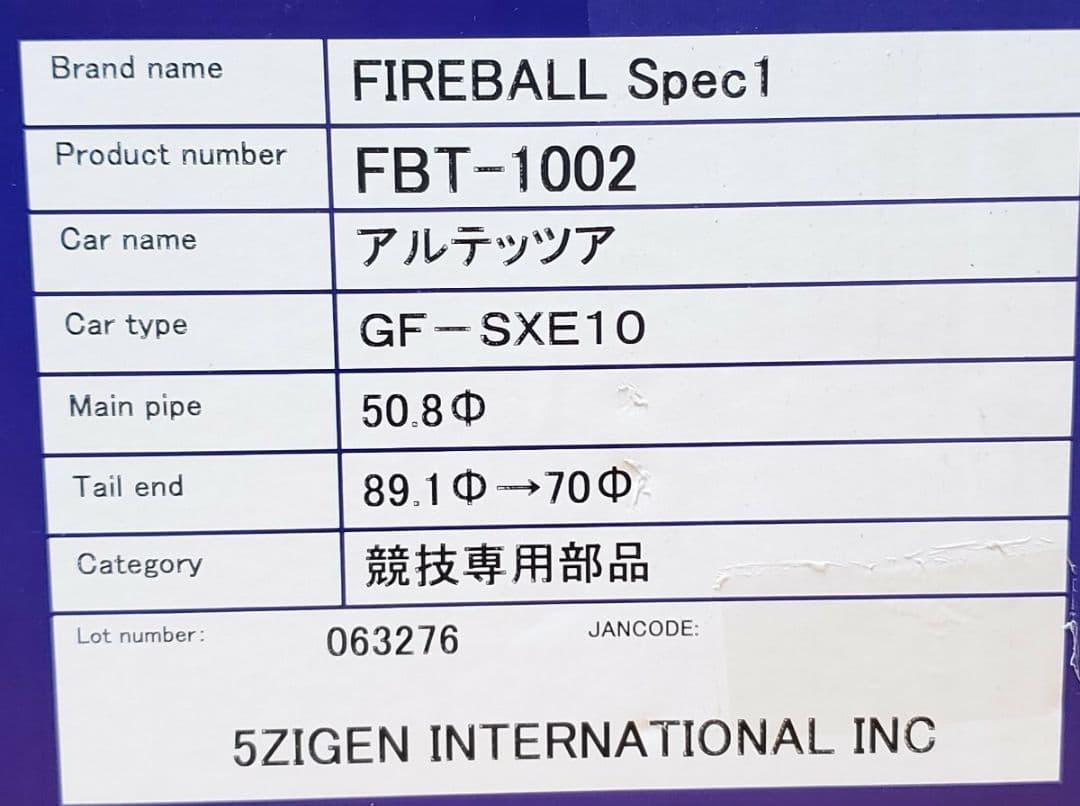 Brand name FIREBALL Spec1
Product number FBT-1002
Car name アルテッツア
Car type GF-SXE10
Main pipe 50.8Φ
Tail end 89.1Φ→70Φ
Category 競技専用部品
Lot number: 063276 JANCODE:
5ZIGEN INTERNATIONAL INC